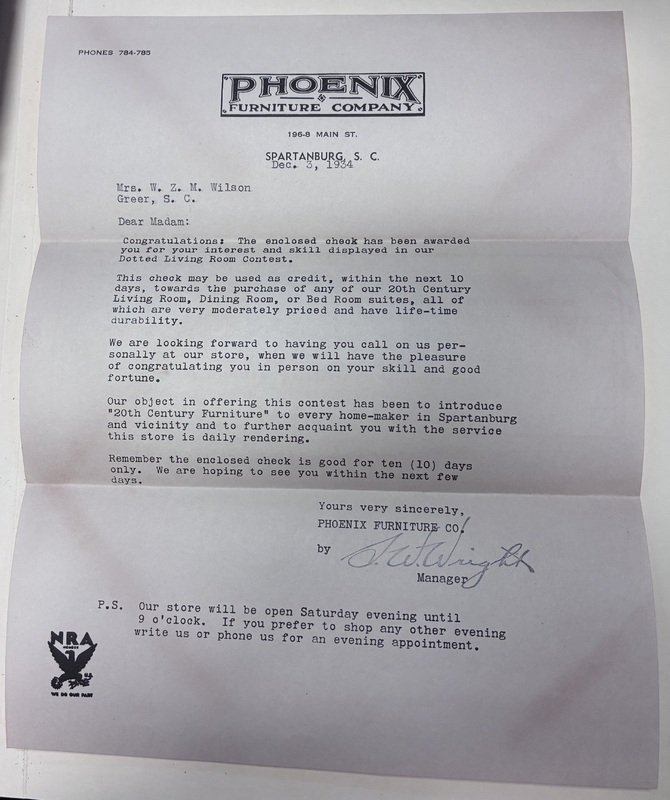 PHONES 784-785
PHOENIX
FURNITURE COMPANY
196-8 MAIN ST.
SPARTANBURG, S. C.
Dec. 3, 1934
Mrs. W. Z. M. Wilson
Greer, S. C.
Dear Madam:
Congratulations: The enclosed check has been awarded
you for your interest and skill displayed in our
Dotted Living Room Contest.
This check may be used as credit, within the next 10
days, towards the purchase of any of our 20th Century
Living Room, Dining Room, or Bed Room suites, all of
which are very moderately priced and have life-time
durability.
We are looking forward to having you call on us per-
sonally at our store, when we will have the pleasure
of congratulating you in person on your skill and good
fortune.
Our object in offering this contest has been to introduce
"20th Century Furniture" to every home-maker in Spartanburg
and vicinity and to further acquaint you with the service
this store is daily rendering.
Remember the enclosed check is good for ten (10) days
only. We are hoping to see you within the next few
days.
Yours very sincerely,
PHOENIX FURNITURE CO.
by S. W. Wright
Manager
P.S. Our store will be open Saturday evening until
9 o'clock. If you prefer to shop any other evening
write us or phone us for an evening appointment.
NRA
MEMBER
U.S.
WE DO OUR PART